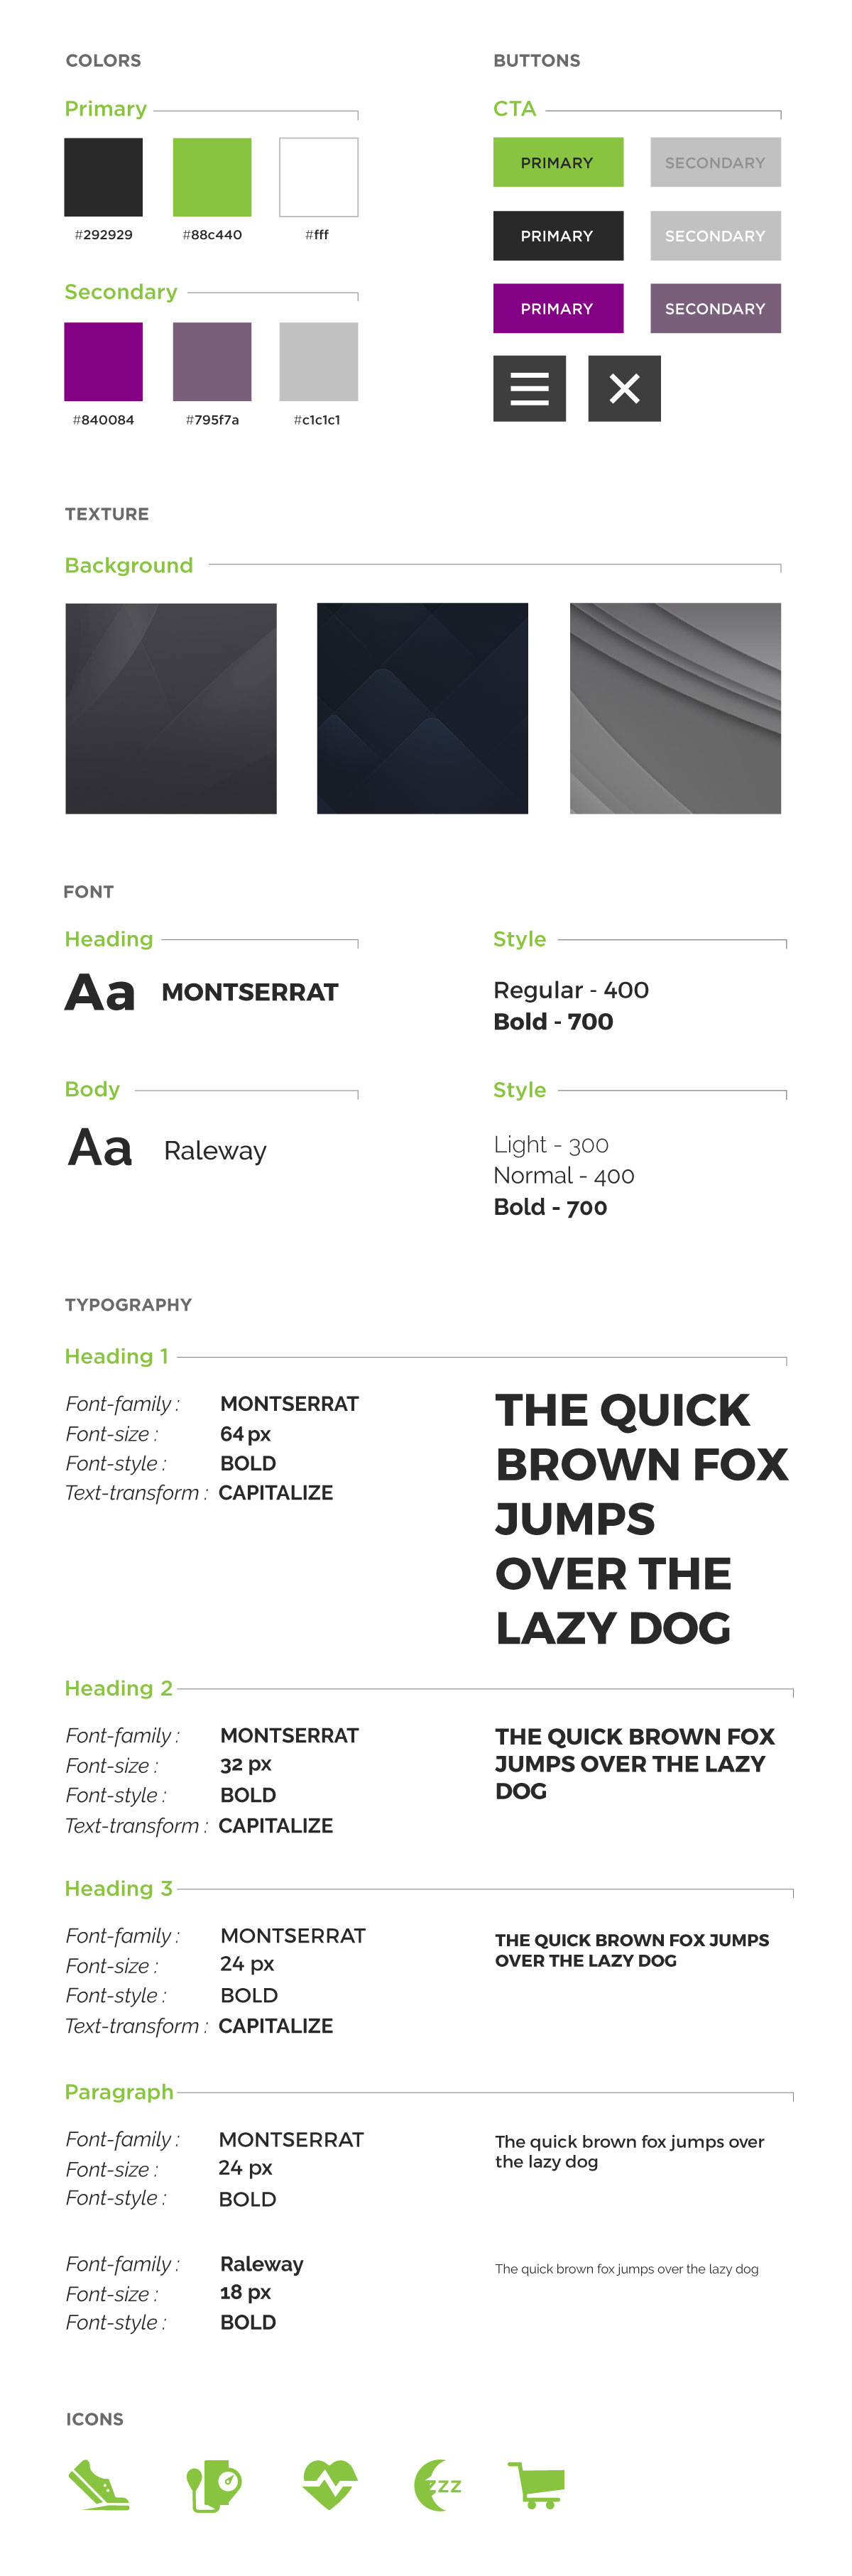 COLORS
Primary
#292929
#88c440
#fff
Secondary
#840084
#795f7a
#c1c1c1
BUTTONS
CTA
PRIMARY
SECONDARY
PRIMARY
SECONDARY
PRIMARY
SECONDARY
TEXTURE
Background
FONT
Heading
Aa MONTSERRAT
Style
Regular - 400
Bold - 700
Body
Aa Raleway
Style
Light - 300
Normal - 400
Bold - 700
TYPOGRAPHY
Heading 1
Font-family : MONTSERRAT
Font-size : 64 px
Font-style : BOLD
Text-transform : CAPITALIZE
THE QUICK
BROWN FOX
JUMPS
OVER THE
LAZY DOG
Heading 2
Font-family : MONTSERRAT
Font-size : 32 px
Font-style : BOLD
Text-transform : CAPITALIZE
THE QUICK BROWN FOX
JUMPS OVER THE LAZY
DOG
Heading 3
Font-family : MONTSERRAT
Font-size : 24 px
Font-style : BOLD
Text-transform : CAPITALIZE
THE QUICK BROWN FOX JUMPS
OVER THE LAZY DOG
Paragraph
Font-family : MONTSERRAT
Font-size : 24 px
Font-style : BOLD
The quick brown fox jumps over
the lazy dog
Font-family : Raleway
Font-size : 18 px
Font-style : BOLD
The quick brown fox jumps over the lazy dog
ICONS
zzz